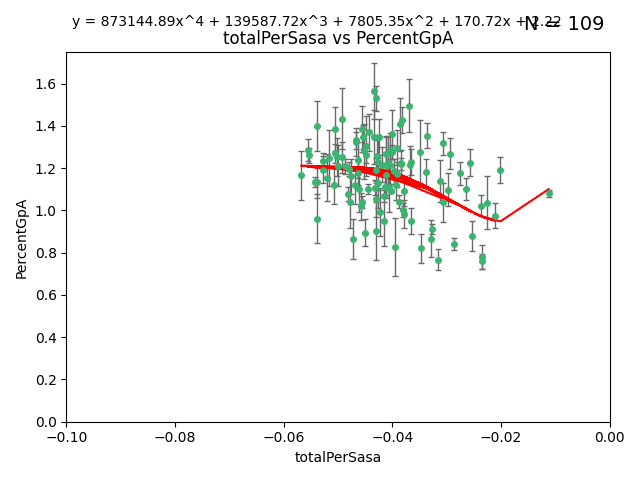 y = 873144.89x^4 + 139587.72x^3 + 7805.35x^2 + 170.72x + 2.22
N = 109
totalPerSasa vs PercentGpA
PercentGpA
1.6
1.4
1.2
1.0
0.8
0.6
0.4
0.2
0.0
−0.10 −0.08 −0.06 −0.04 −0.02 0.00
totalPerSasa